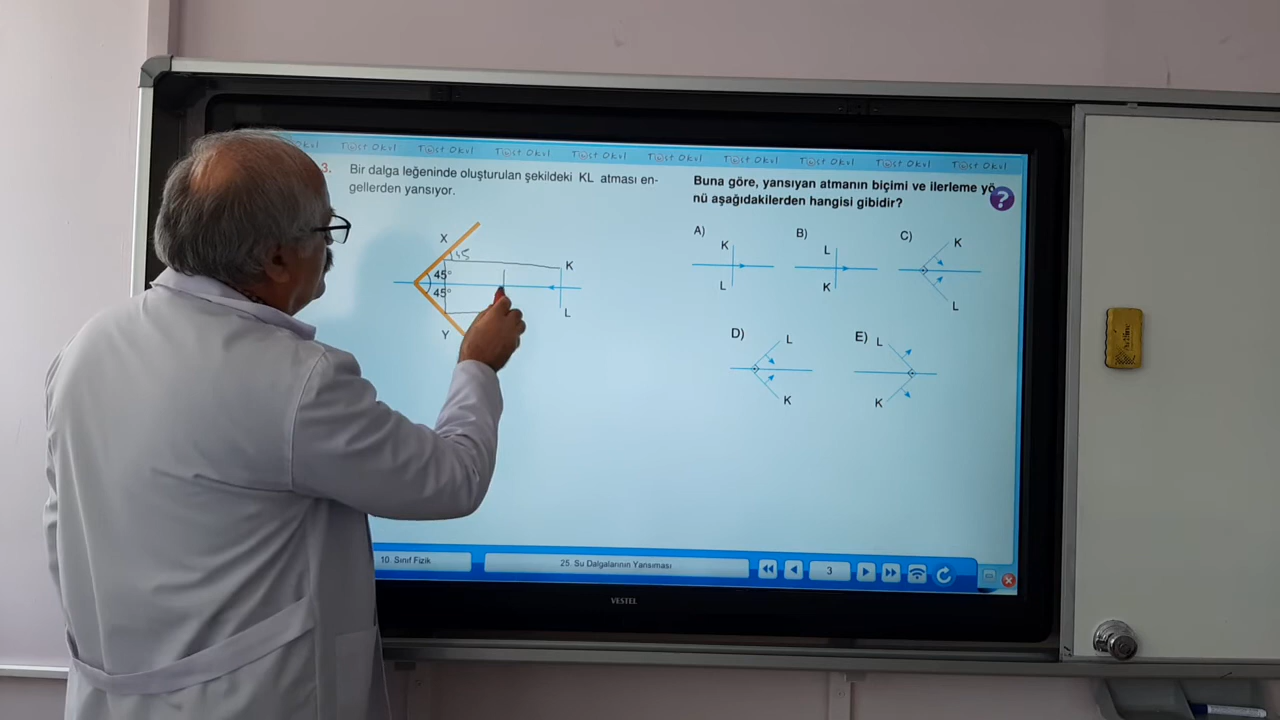 Test Okul Test Okul Test Okul Test Okul Test Okul Test Okul Test Okul Test Okul
3. Bir dalga leğeninde oluşturulan şekildeki KL atması en-
gellerden yansıyor.
X
45
45°
45°
K
L
Y
Buna göre, yansıyan atmanın biçimi ve ilerleme yö
nü aşağıdakilerden hangisi gibidir?
?
A) K L
B) L K
C) K L
D) L K
E) L K
10 Sınıf Fizik
25. Su Dalgalarının Yansıması
3
VESTEL